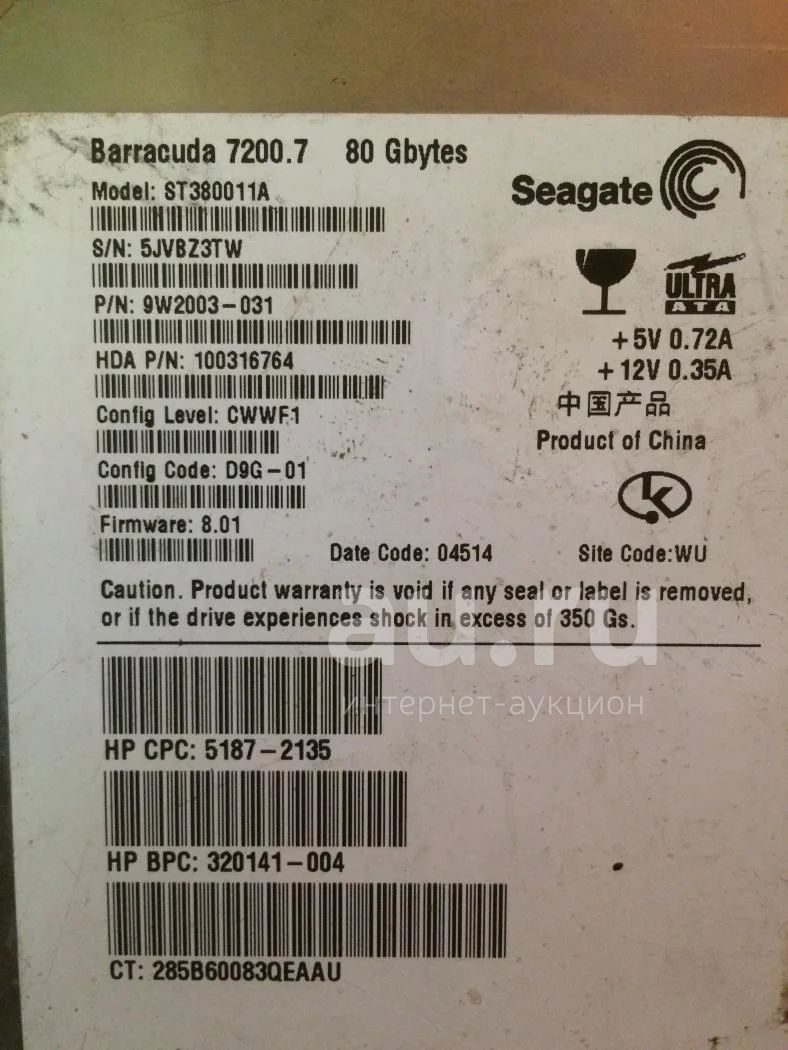 Barracuda 7200.7 80 Gbytes
Model: ST380011A
Seagate
S/N: 5JVBZ3TW
P/N: 9W2003-031
ULTRA
ATA
+5V 0.72A
HDA P/N: 100316764
+12V 0.35A
Config Level: CWWF1
中国产品
Product of China
Config Code: D9G-01
Firmware: 8.01
Date Code: 04514 Site Code:WU
Caution. Product warranty is void if any seal or label is removed,
or if the drive experiences shock in excess of 350 Gs.
au.ru
интернет-аукцион
HP CPC: 5187-2135
HP BPC: 320141-004
CT: 285B60083QEAAU